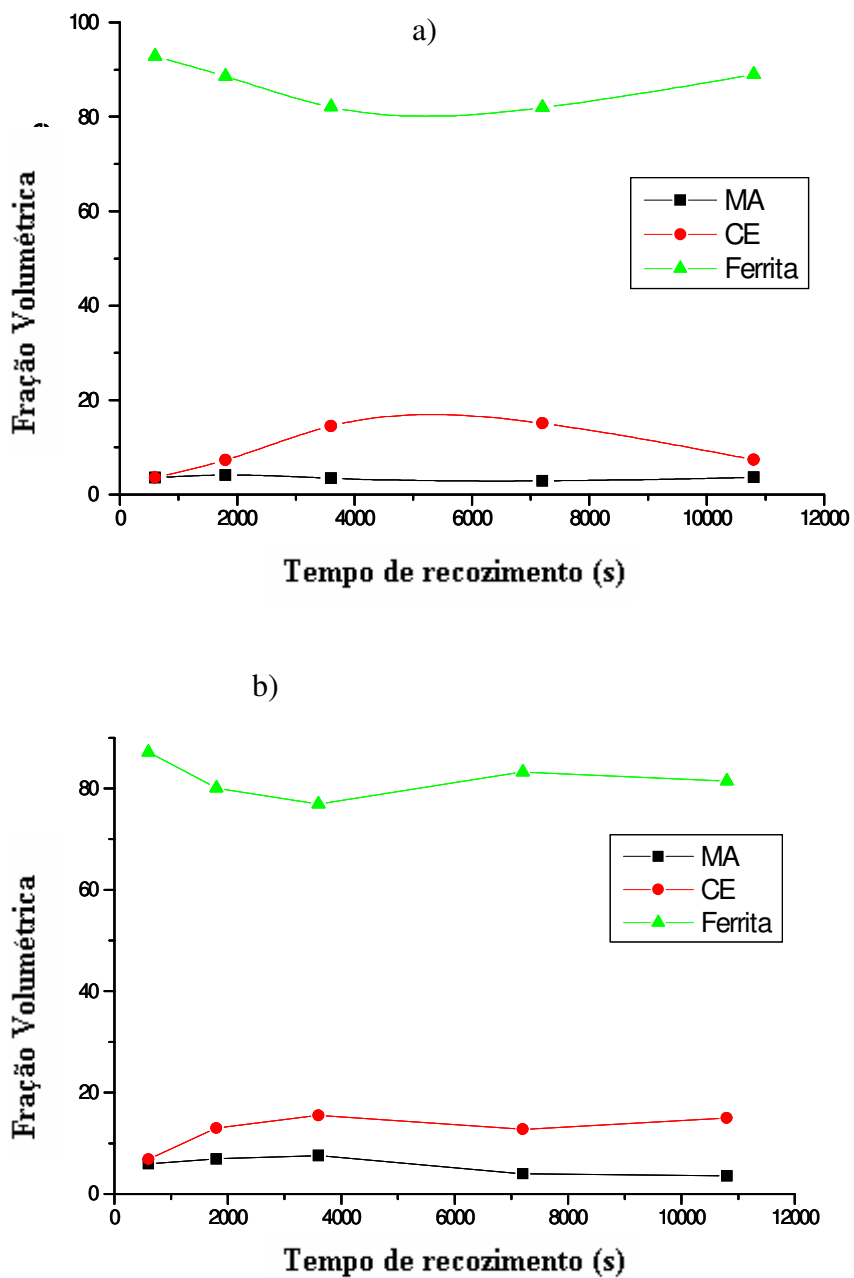 a)
100
80
60
40
20
0
Fração Volumétrica
MA
CE
Ferrita
0 2000 4000 6000 8000 10000 12000
Tempo de recozimento (s)
b)
80
60
40
20
0
Fração Volumétrica
MA
CE
Ferrita
0 2000 4000 6000 8000 10000 12000
Tempo de recozimento (s)